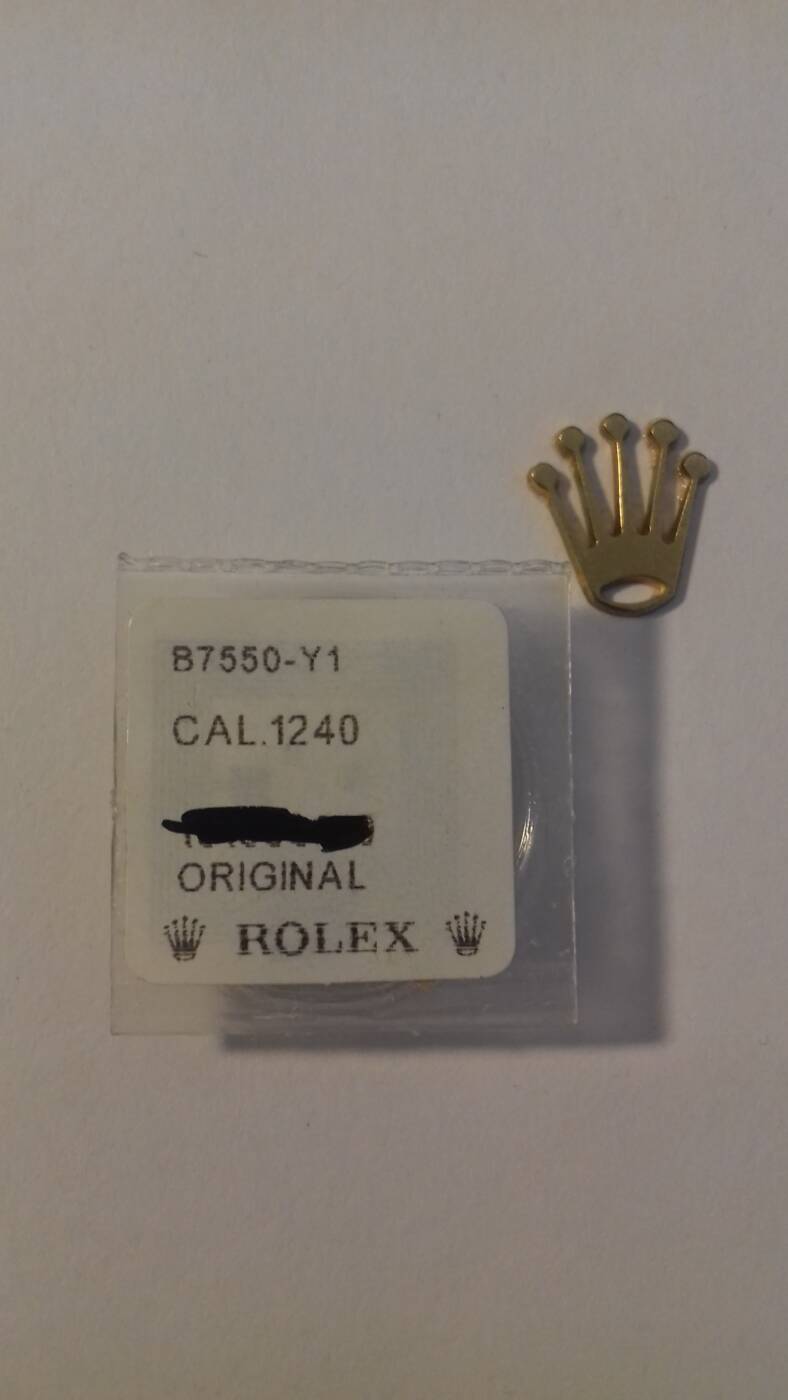 B7550-Y1
CAL.1240
ORIGINAL
ROLEX